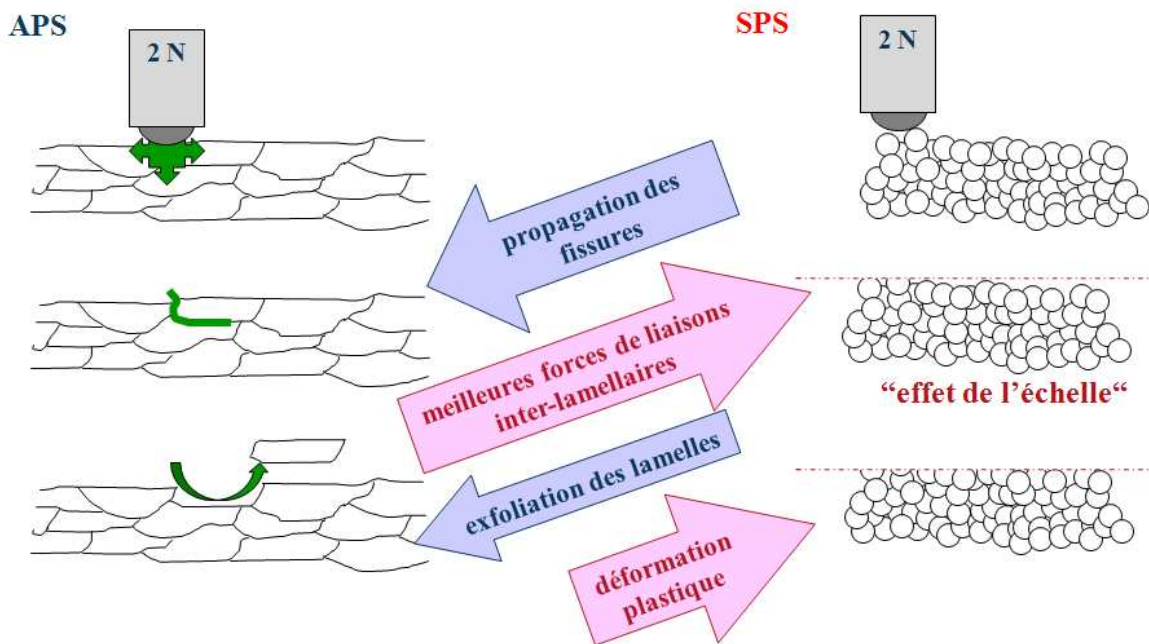 APS
SPS
2 N
2 N
propagation des
fissures
meilleures forces de liaisons
inter-lamellaires
“effet de l’échelle“
exfoliation des lamelles
déformation
plastique